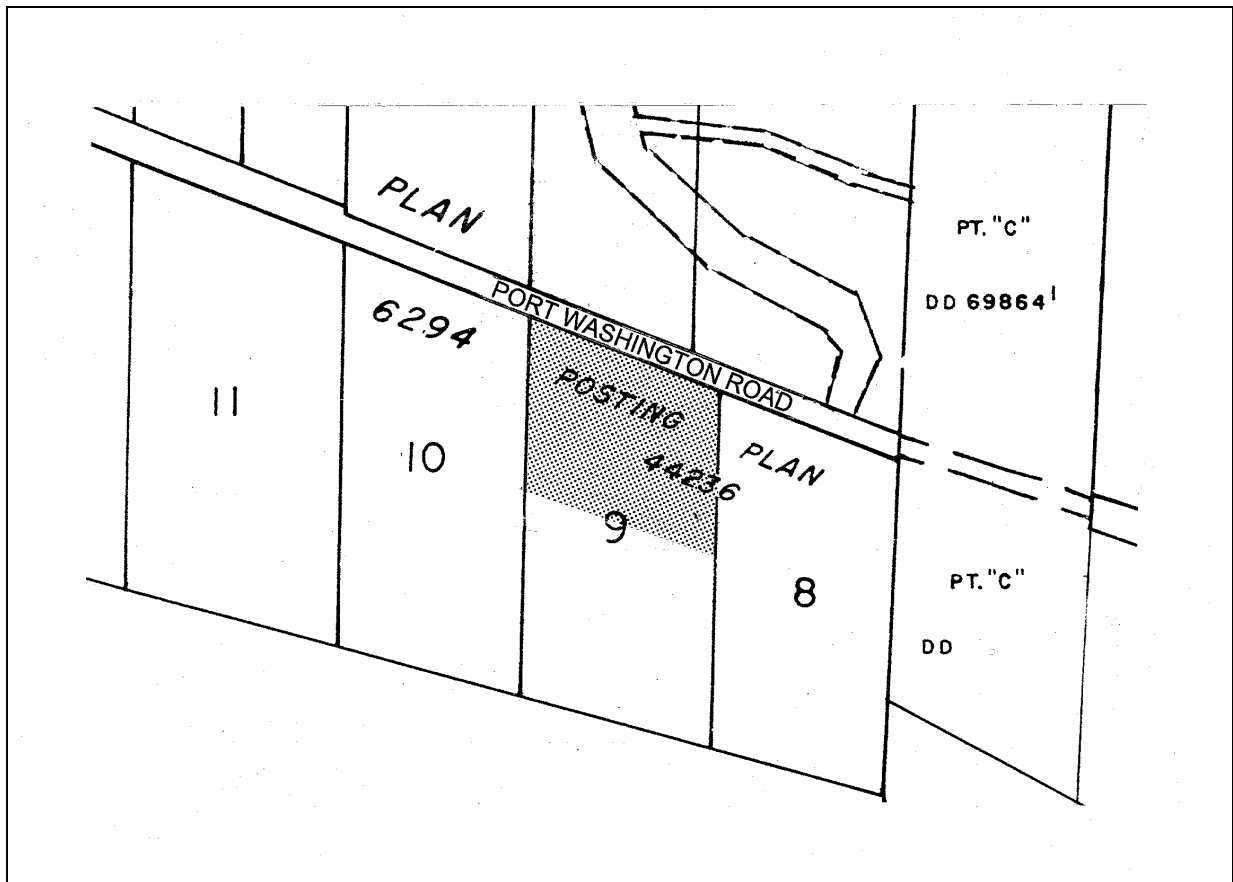 PLAN
PT. "C"
DD 69864 I
PORT WASHINGTON ROAD
6294
11
POSTING
10
PLAN
44236
9
8
PT. "C"
DD